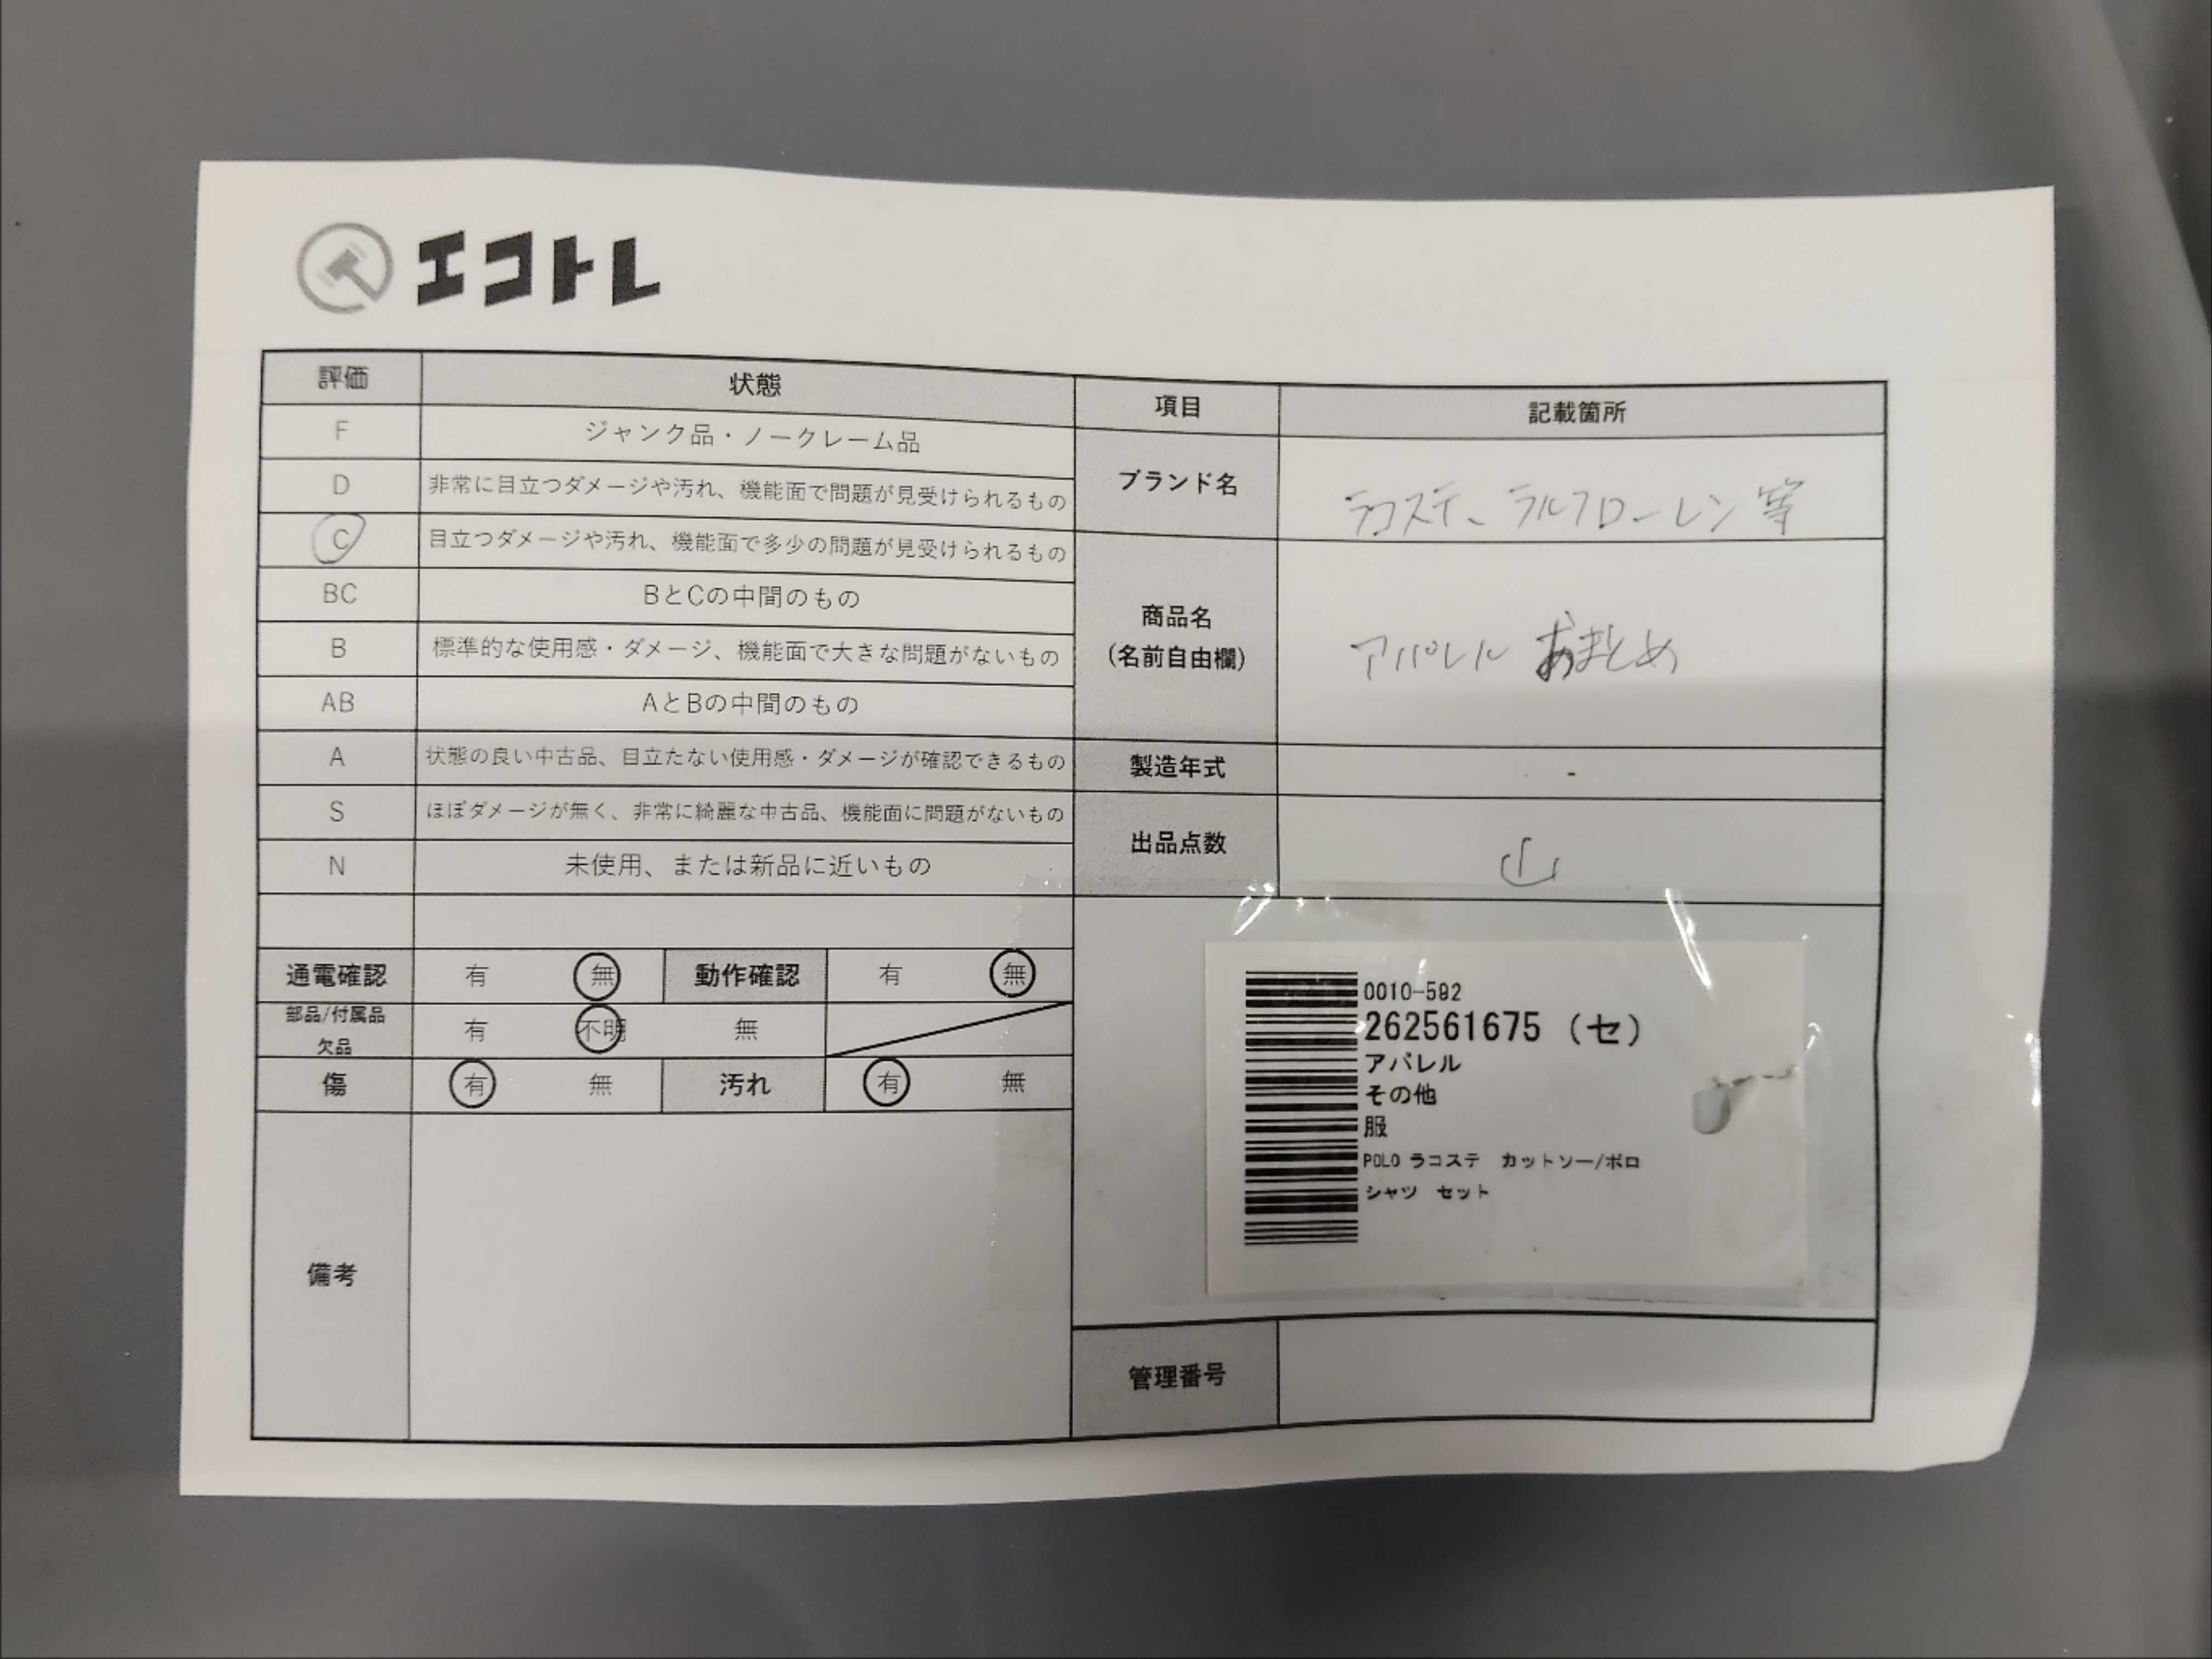 エコトレ
評価 状態 項目 記載箇所
F ジャンク品・ノークレーム品
D 非常に目立つダメージや汚れ、機能面で問題が見受けられるもの
ブランド名 ラコステ、ラルフローレン等
C 目立つダメージや汚れ、機能面で多少の問題が見受けられるもの
BC BとCの中間のもの
商品名
(名前自由欄)
アパレル おまとめ
B 標準的な使用感・ダメージ、機能面で大きな問題がないもの
AB AとBの中間のもの
A 状態の良い中古品、目立たない使用感・ダメージが確認できるもの
製造年式 -
S ほぼダメージが無く、非常に綺麗な中古品、機能面に問題がないもの
出品点数 山
N 未使用、または新品に近いもの
通電確認 有 無 動作確認 有 無
部品/付属品
欠品
有 不明 無
傷 有 無 汚れ 有 無
備考
0010-592
262561675 (セ)
アパレル
その他
服
POLO ラコステ カットソー/ポロ
シャツ セット
管理番号